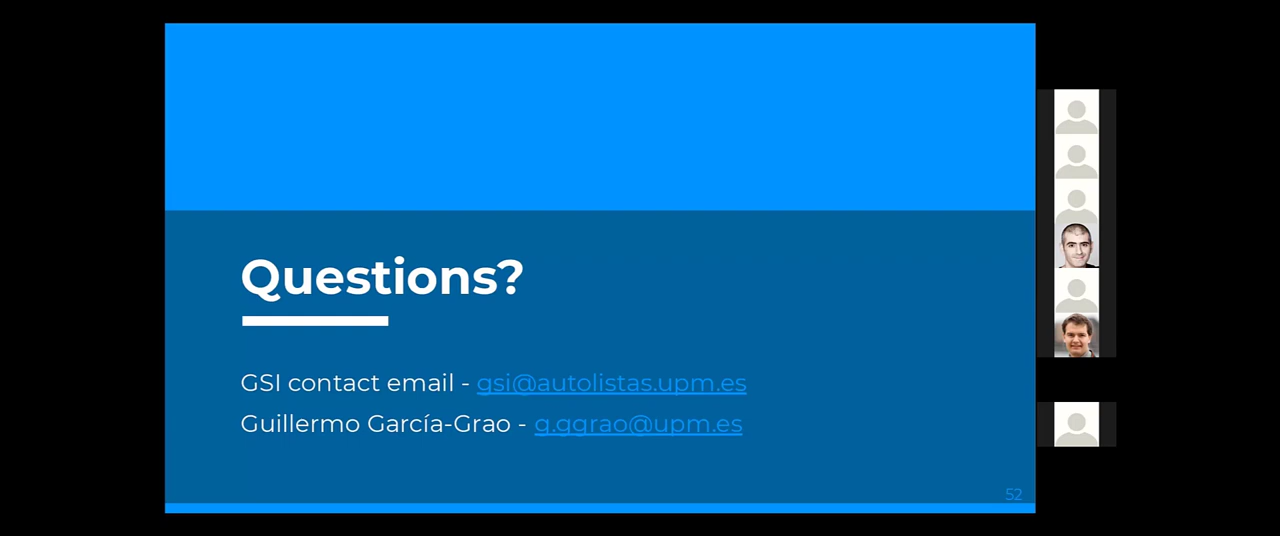 Questions?
GSI contact email - gsi@autolistas.upm.es
Guillermo García-Grao - g.ggrao@upm.es
52